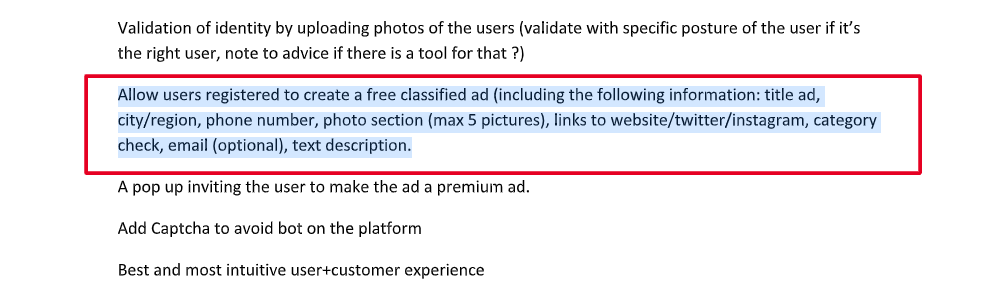 Validation of identity by uploading photos of the users (validate with specific posture of the user if it’s
the right user, note to advice if there is a tool for that ?)
Allow users registered to create a free classified ad (including the following information: title ad,
city/region, phone number, photo section (max 5 pictures), links to website/twitter/instagram, category
check, email (optional), text description.
A pop up inviting the user to make the ad a premium ad.
Add Captcha to avoid bot on the platform
Best and most intuitive user+customer experience